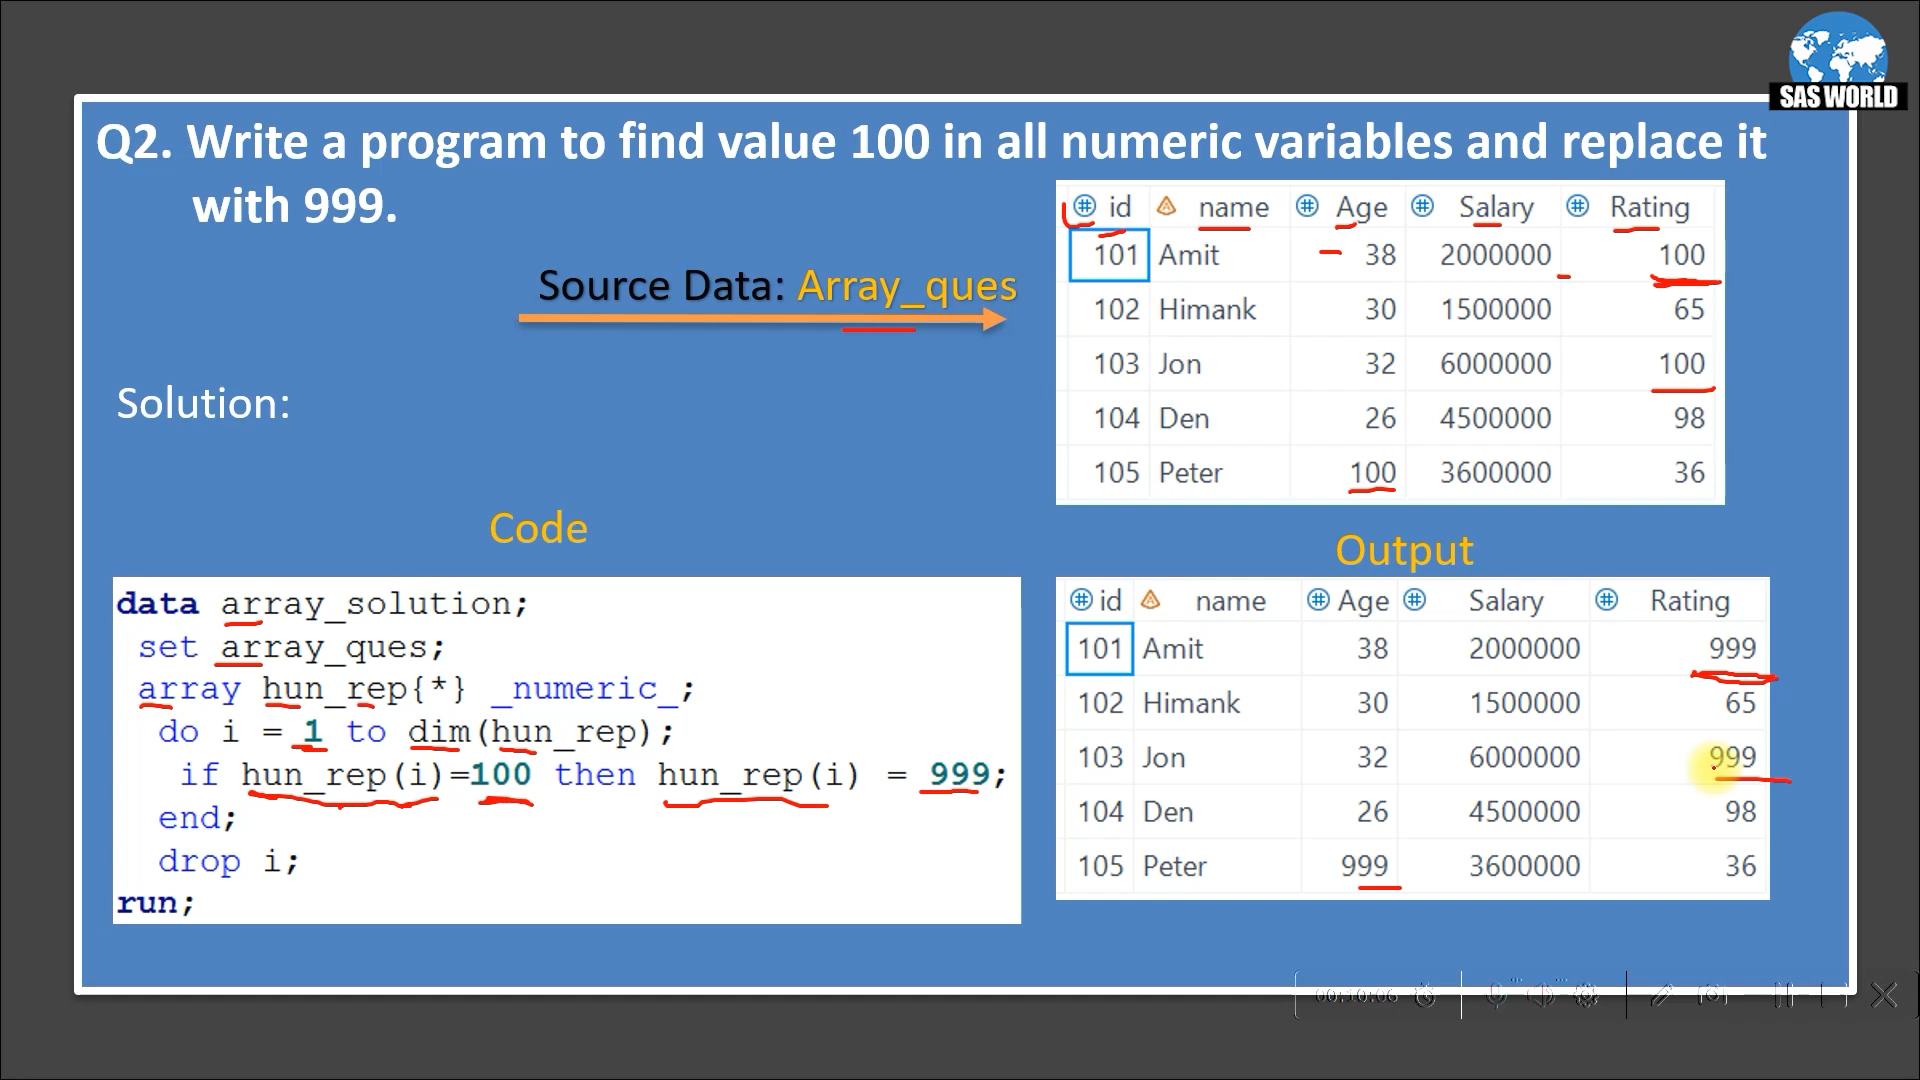 SAS WORLD
Q2. Write a program to find value 100 in all numeric variables and replace it
with 999.
Source Data: Array_ques
id name Age Salary Rating
101 Amit 38 2000000 100
102 Himank 30 1500000 65
103 Jon 32 6000000 100
104 Den 26 4500000 98
105 Peter 100 3600000 36
Solution:
Code
data array_solution;
set array_ques;
array hun_rep{*} _numeric_;
do i = 1 to dim(hun_rep);
if hun_rep(i)=100 then hun_rep(i) = 999;
end;
drop i;
run;
Output
id name Age Salary Rating
101 Amit 38 2000000 999
102 Himank 30 1500000 65
103 Jon 32 6000000 999
104 Den 26 4500000 98
105 Peter 999 3600000 36
00:10:06